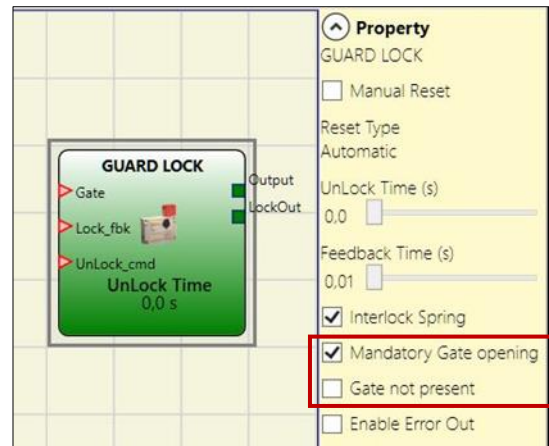 GUARD LOCK
Gate
Lock_fbk
UnLock_cmd
Output
LockOut
UnLock Time
0,0 s
Property
GUARD LOCK
Manual Reset
Reset Type
Automatic
UnLock Time (s)
0,0
Feedback Time (s)
0,01
Interlock Spring
Mandatory Gate opening
Gate not present
Enable Error Out